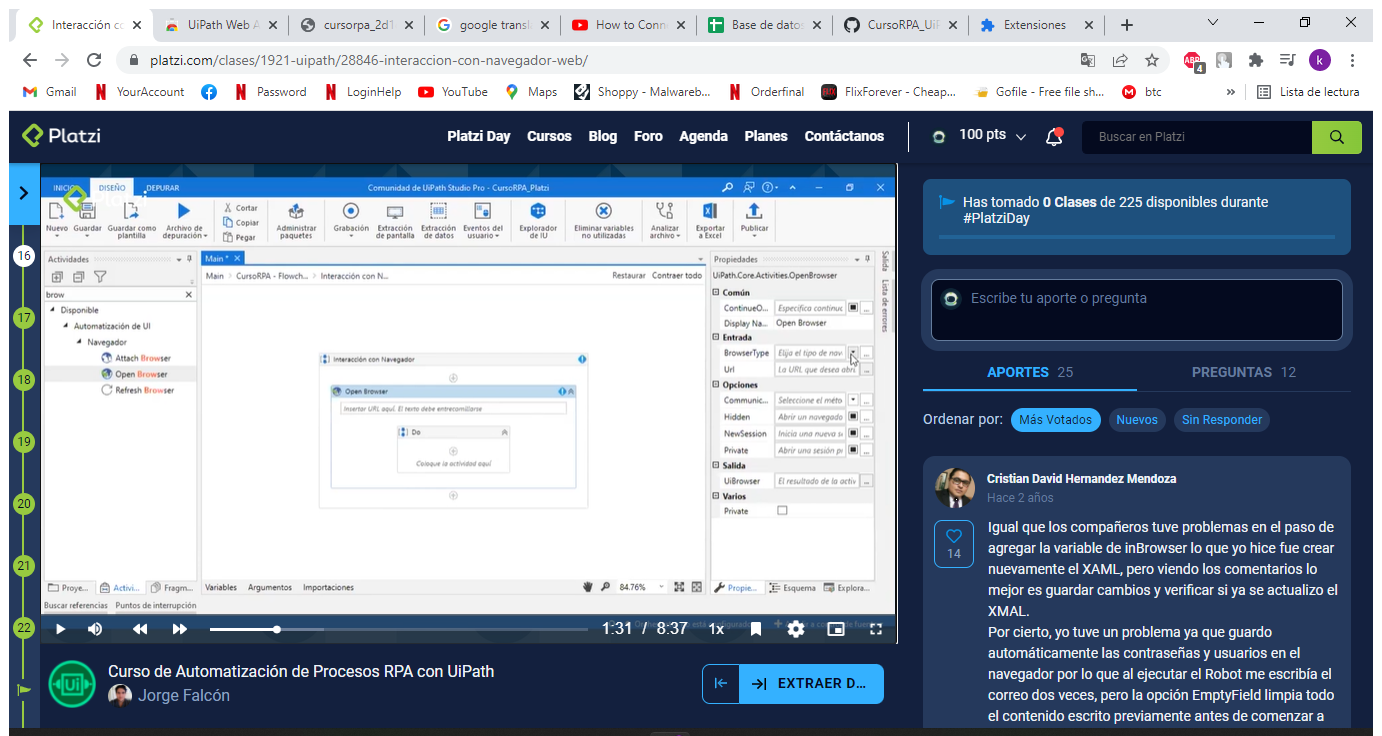 Interacción co
UiPath Web A
cursorpa_2d1
google transl
How to Conn
Base de datos
CursoRPA_UiP
Extensiones
platzi.com/clases/1921-uipath/28846-interaccion-con-navegador-web/
ABP
4
k
Gmail
YourAccount
Password
LoginHelp
YouTube
Maps
Shoppy - Malwareb...
Orderfinal
FlixForever - Cheap...
Gofile - Free file sh...
btc
»
Lista de lectura
Platzi
Platzi Day
Cursos
Blog
Foro
Agenda
Planes
Contáctanos
100 pts
Buscar en Platzi
16
17
18
19
20
21
22
INICIO
DISEÑO
DEPURAR
Comunidad de UiPath Studio Pro - CursoRPA_Platzi
Nuevo
Guardar
Guardar como plantilla
Archivo de depuración
Cortar
Copiar
Pegar
Administrar paquetes
Grabación
Extracción de pantalla
Extracción de datos
Eventos del usuario
Explorador de IU
Eliminar variables no utilizadas
Analizar archivo
Exportar a Excel
Publicar
Actividades
brow
Disponible
Automatización de UI
Navegador
Attach Browser
Open Browser
Refresh Browser
Main *
Main > CursoRPA - Flowch... > Interacción con N...
Restaurar
Contraer todo
Interacción con Navegador
Open Browser
Insertar URL aquí. El texto debe entrecomillarse
Do
Coloque la actividad aquí
Propiedades
UiPath.Core.Activities.OpenBrowser
Común
ContinueO... Especifica continuc ...
Display Na... Open Browser
Entrada
BrowserType Elija el tipo de nav ...
Url La URL que desea abri ...
Opciones
Communic... Seleccione el méto ...
Hidden Abrir un navegado ...
NewSession Inicia una nueva s ...
Private Abrir una sesión p ...
Salida
UiBrowser El resultado de la activ ...
Varios
Private
Salida
Lista de errores
Proye...
Activi...
Fragm...
Variables
Argumentos
Importaciones
84.76%
Propie...
Esquema
Explora...
Buscar referencias
Puntos de interrupción
1:31 / 8:37
1x
Curso de Automatización de Procesos RPA con UiPath
Jorge Falcón
Ui
EXTRAER D...
Has tomado 0 Clases de 225 disponibles durante
#PlatziDay
Escribe tu aporte o pregunta
APORTES 25
PREGUNTAS 12
Ordenar por:
Más Votados
Nuevos
Sin Responder
Cristian David Hernandez Mendoza
Hace 2 años
14
Igual que los compañeros tuve problemas en el paso de
agregar la variable de inBrowser lo que yo hice fue crear
nuevamente el XAML, pero viendo los comentarios lo
mejor es guardar cambios y verificar si ya se actualizo el
XMAL.
Por cierto, yo tuve un problema ya que guardo
automáticamente las contraseñas y usuarios en el
navegador por lo que al ejecutar el Robot me escribía el
correo dos veces, pero la opción EmptyField limpia todo
el contenido escrito previamente antes de comenzar a